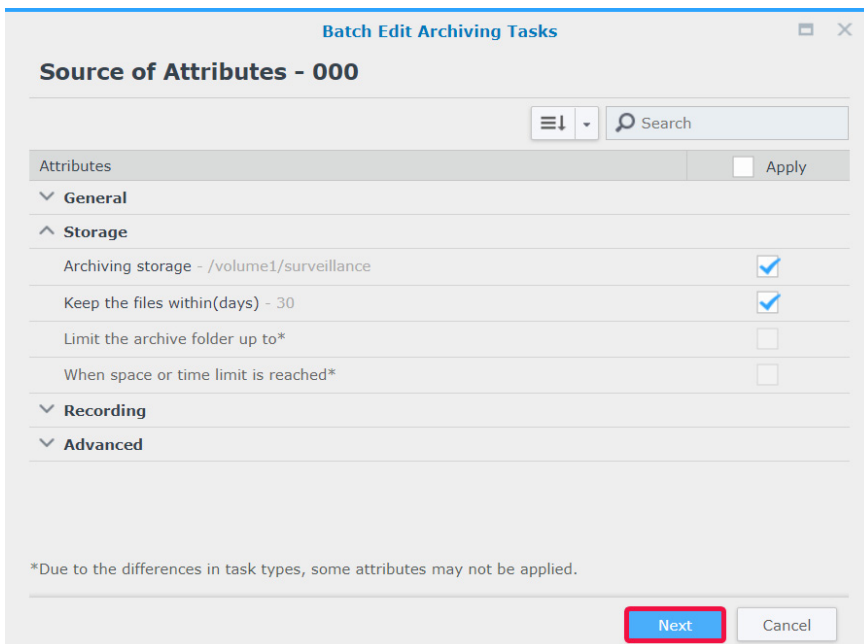 Batch Edit Archiving Tasks
Source of Attributes - 000
Search
Attributes Apply
General
Storage
Archiving storage - /volume1/surveillance
Keep the files within(days) - 30
Limit the archive folder up to*
When space or time limit is reached*
Recording
Advanced
*Due to the differences in task types, some attributes may not be applied.
Next Cancel